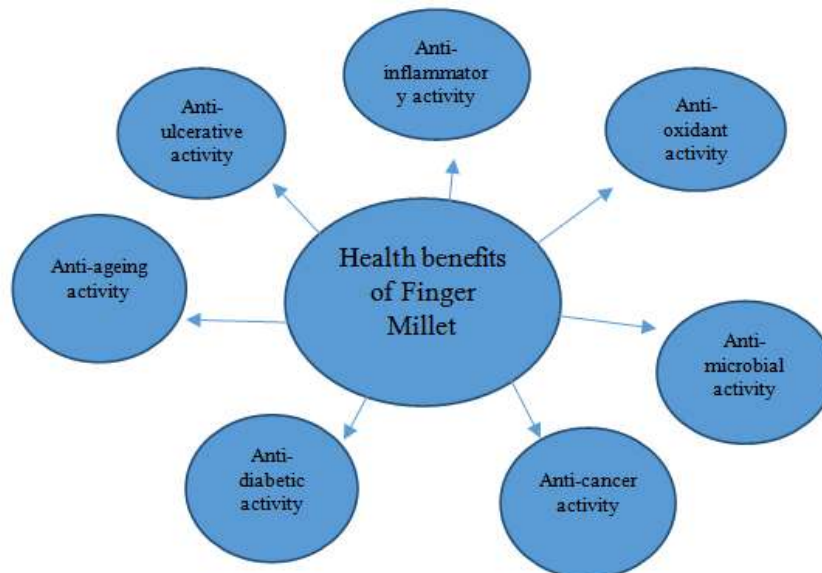 Anti-
inflammator
y activity
Anti-
ulcerative
activity
Anti-
oxidant
activity
Health benefits
of Finger
Millet
Anti-ageing
activity
Anti-
microbial
activity
Anti-
diabetic
activity
Anti-cancer
activity